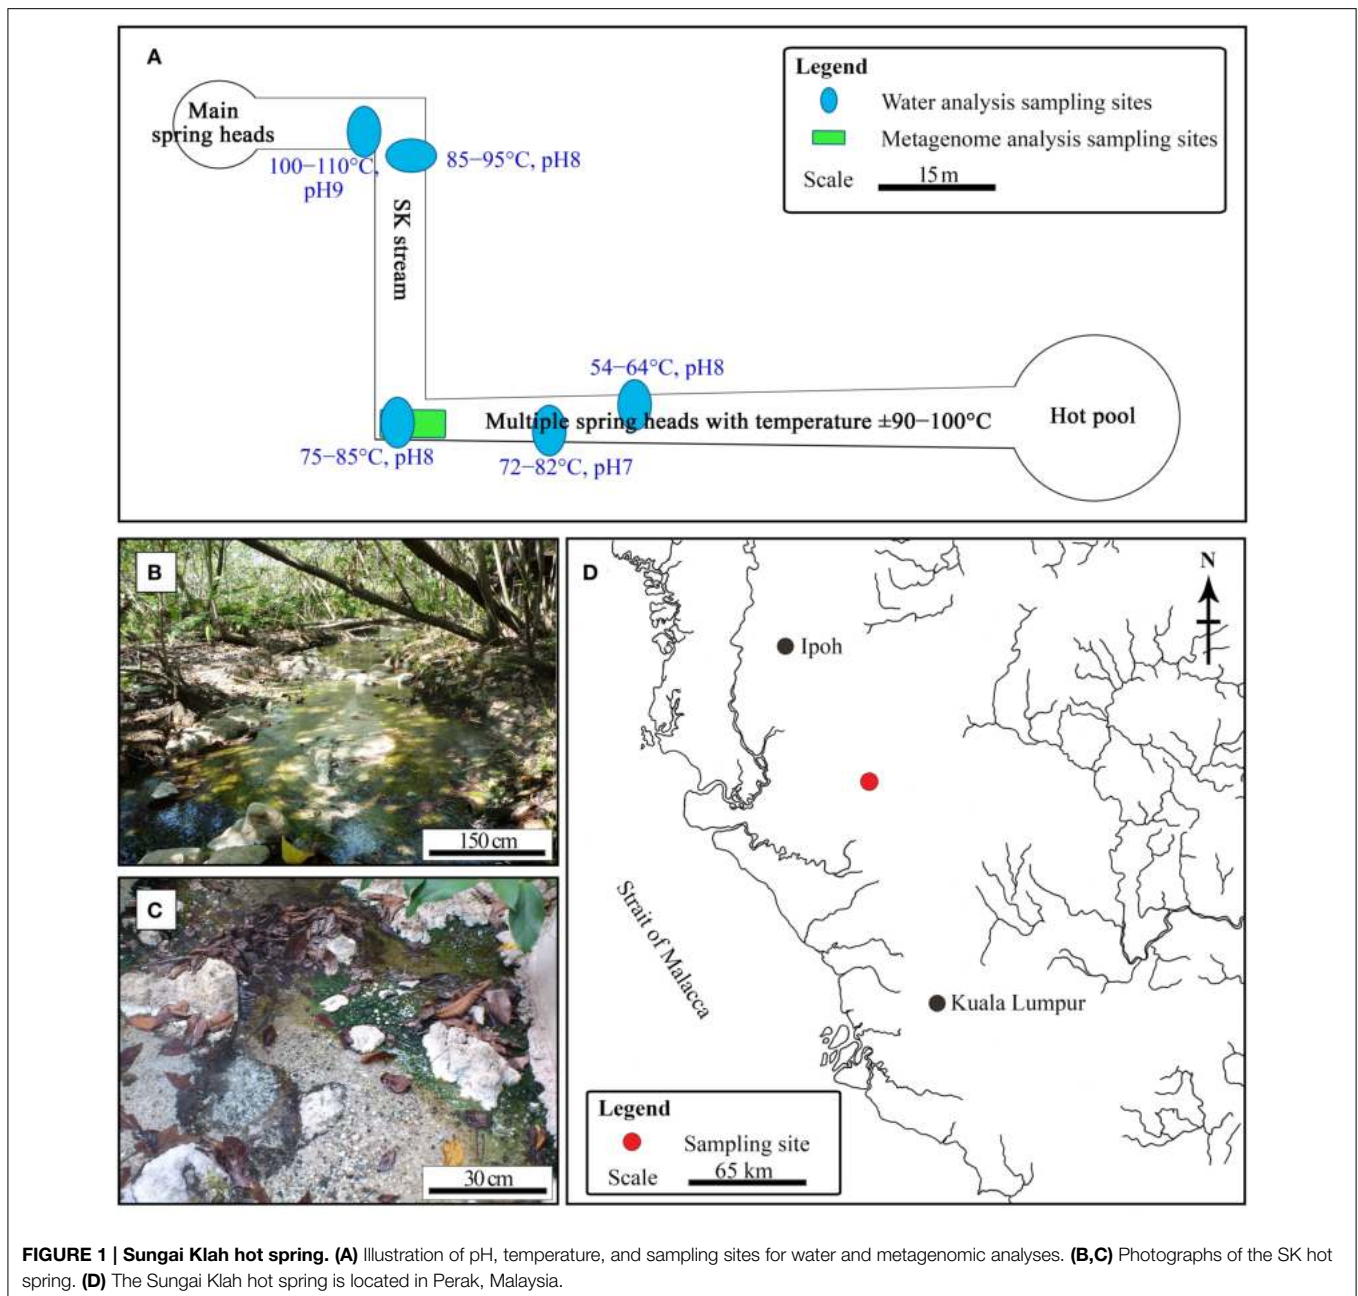 A
Main
spring heads
100–110°C,
pH9
85–95°C, pH8
SK stream
Legend
Water analysis sampling sites
Metagenome analysis sampling sites
Scale
15 m
54–64°C, pH8
Multiple spring heads with temperature ±90–100°C
Hot pool
75–85°C, pH8
72–82°C, pH7
B
150 cm
C
30 cm
D
N
Ipoh
Strait of Malacca
Kuala Lumpur
Legend
Sampling site
Scale
65 km
FIGURE 1 | Sungai Klah hot spring. (A) Illustration of pH, temperature, and sampling sites for water and metagenomic analyses. (B,C) Photographs of the SK hot
spring. (D) The Sungai Klah hot spring is located in Perak, Malaysia.